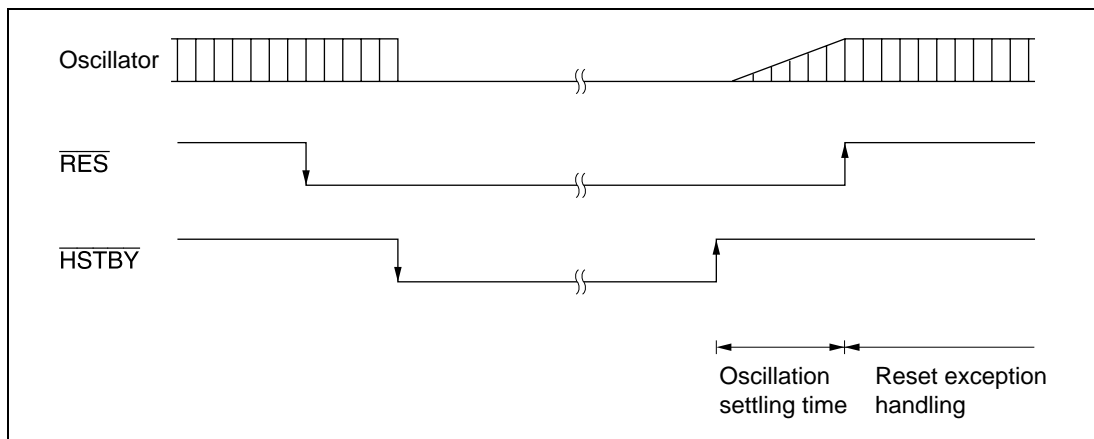 Oscillator
RES
HSTBY
Oscillation
settling time
Reset exception
handling